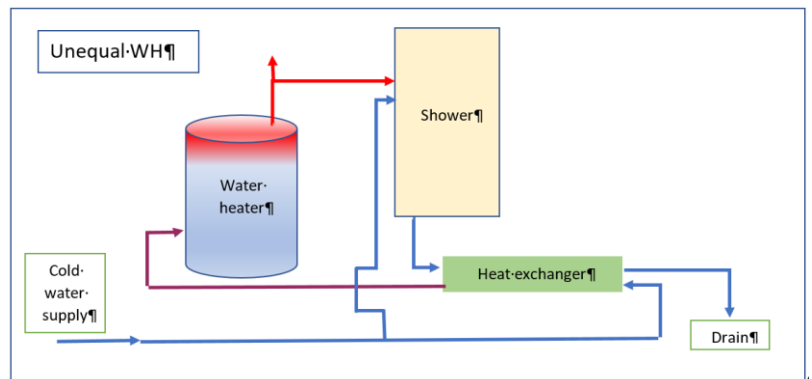 Unequal·WH¶
Shower¶
Water·
heater¶
Cold·
water·
supply¶
Heat·exchanger¶
Drain¶